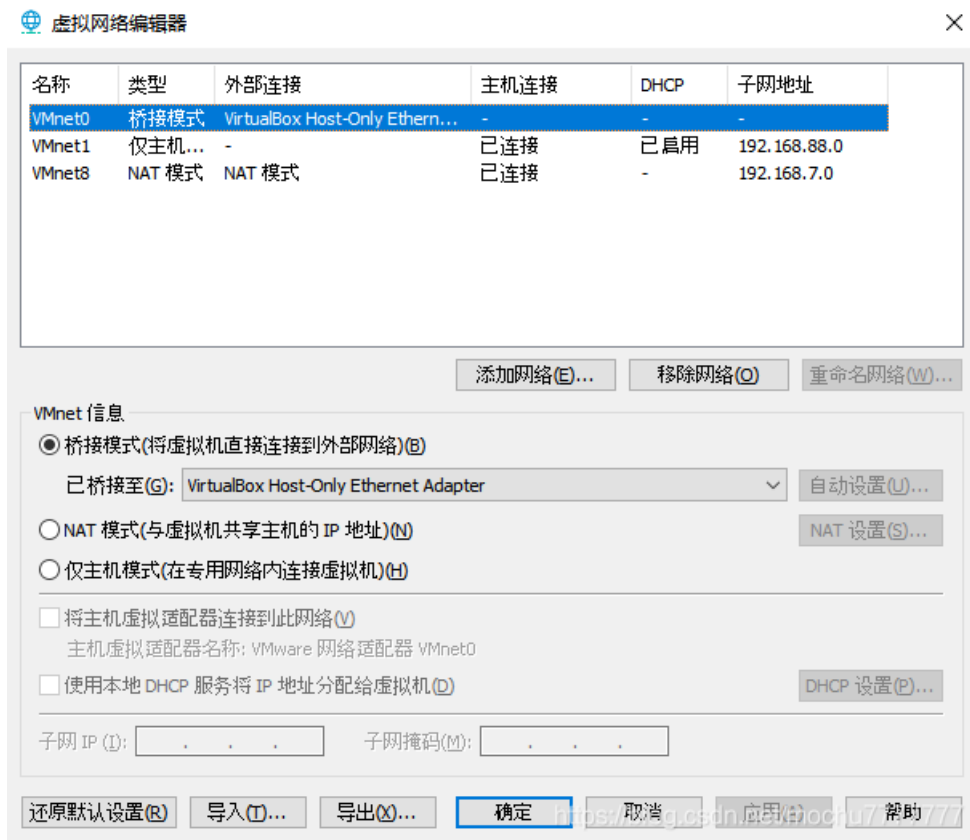 虚拟网络编辑器
名称 类型 外部连接 主机连接 DHCP 子网地址
VMnet0 桥接模式 VirtualBox Host-Only Ethern... - - -
VMnet1 仅主机... - 已连接 已启用 192.168.88.0
VMnet8 NAT 模式 NAT 模式 已连接 - 192.168.7.0
添加网络(E)... 移除网络(O) 重命名网络(W)...
VMnet 信息
桥接模式(将虚拟机直接连接到外部网络)(B)
已桥接至(G): VirtualBox Host-Only Ethernet Adapter 自动设置(U)...
NAT 模式(与虚拟机共享主机的 IP 地址)(N) NAT 设置(S)...
仅主机模式(在专用网络内连接虚拟机)(H)
将主机虚拟适配器连接到此网络(V)
主机虚拟适配器名称: VMware 网络适配器 VMnet0
使用本地 DHCP 服务将 IP 地址分配给虚拟机(D) DHCP 设置(P)...
子网 IP (I): . . . 子网掩码(M): . . .
还原默认设置(R) 导入(T)... 导出(X)... 确定 取消 应用(A) 帮助